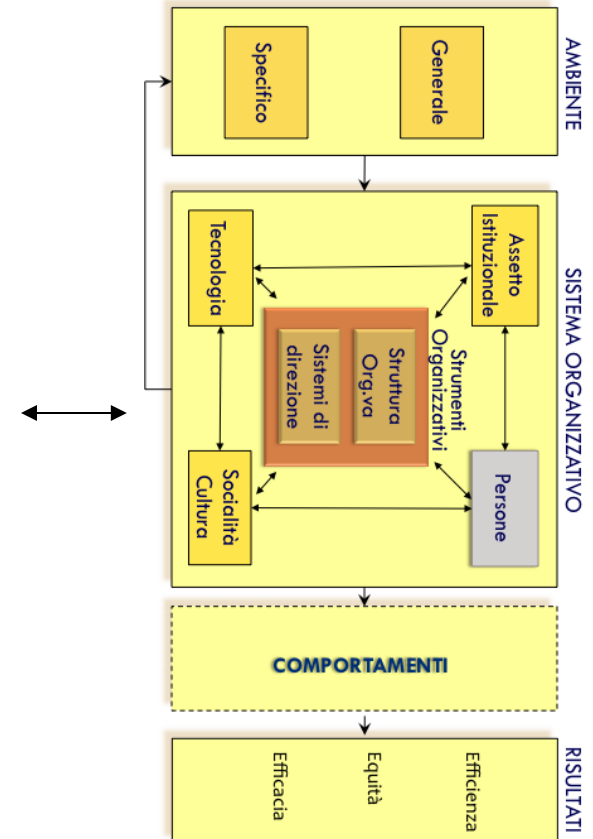 AMBIENTE
Generale
Specifico
SISTEMA ORGANIZZATIVO
Assetto
Istituzionale
Persone
Strumenti
Organizzativi
Struttura
Org.va
Sistemi di
direzione
Tecnologia
Socialità
Cultura
COMPORTAMENTI
RISULTATI
Efficienza
Equità
Efficacia